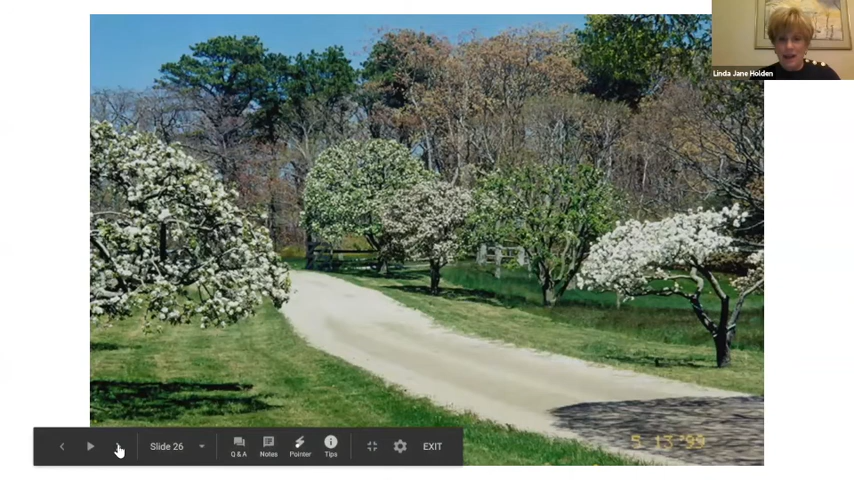 Linda Jane Holden
Slide 26
Q & A
Notes
Pointer
Tips
EXIT
5 13 '99